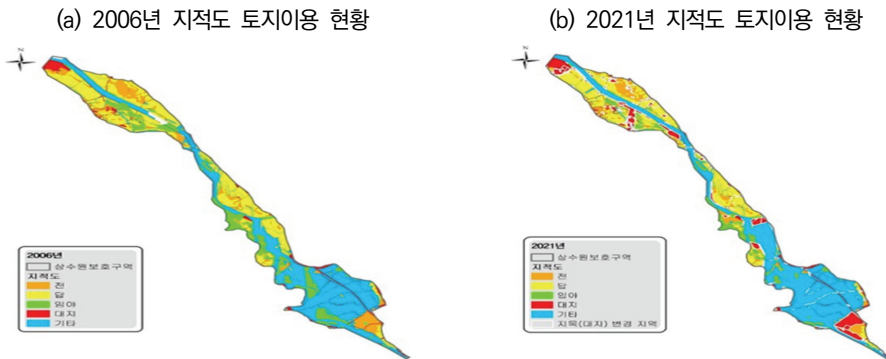 (a) 2006년 지적도 토지이용 현황
(b) 2021년 지적도 토지이용 현황
N
N
2006년
상수원보호구역
지적도
전
답
임야
대지
기타
2021년
상수원보호구역
지적도
전
답
임야
대지
기타
지목(대지) 변경 지역